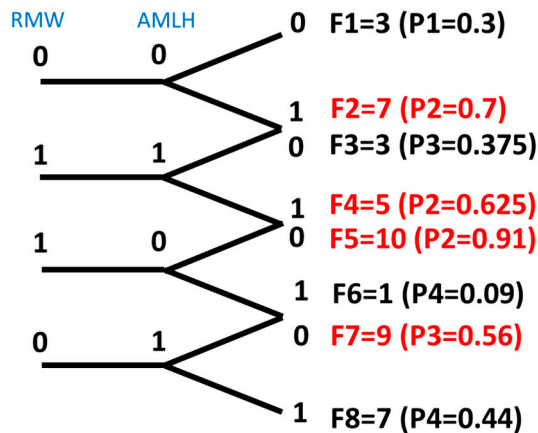 RMW AMLH
0 0 0 F1=3 (P1=0.3)
1 F2=7 (P2=0.7)
1 1 0 F3=3 (P3=0.375)
1 F4=5 (P2=0.625)
1 0 0 F5=10 (P2=0.91)
1 F6=1 (P4=0.09)
0 1 0 F7=9 (P3=0.56)
1 F8=7 (P4=0.44)